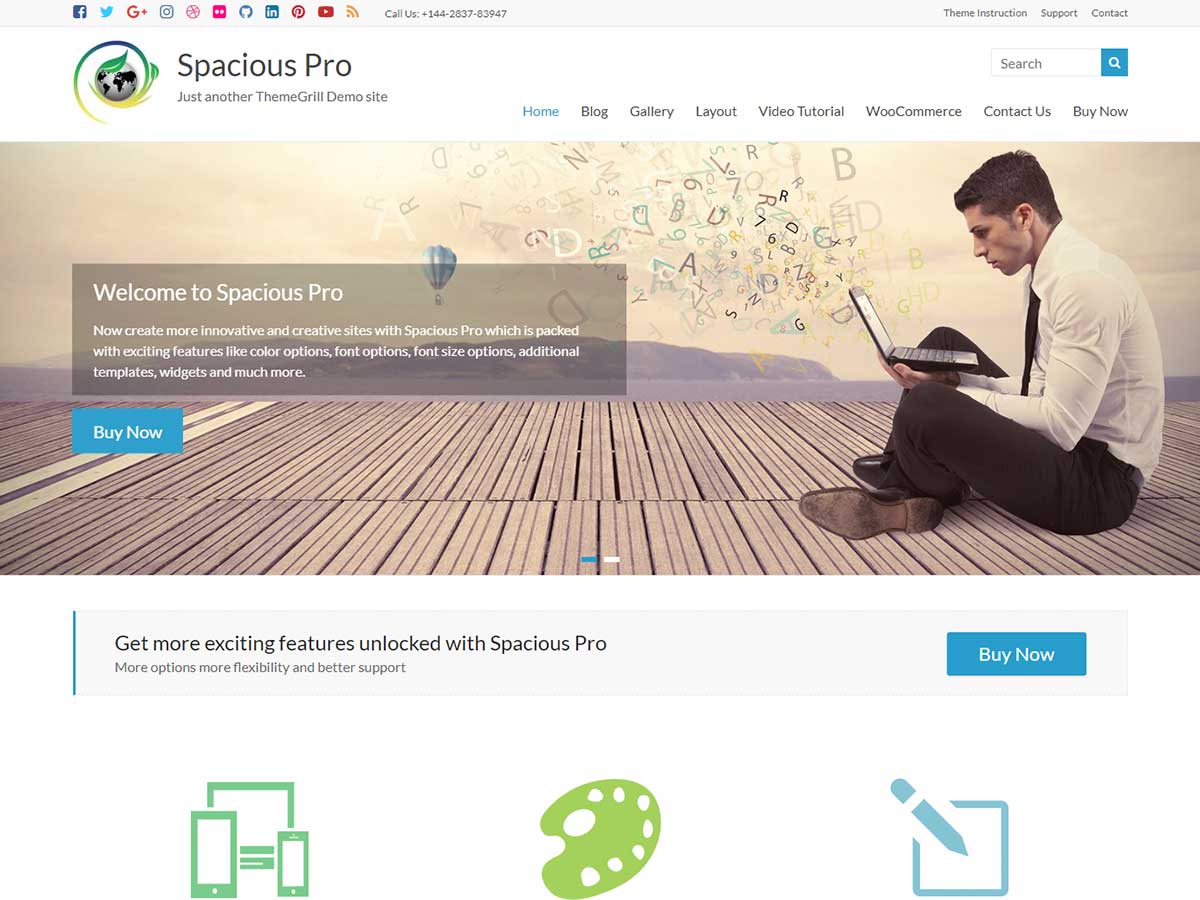 Call Us: +144-2837-83947
Theme Instruction Support Contact
Spacious Pro
Just another ThemeGrill Demo site
Search
Home Blog Gallery Layout Video Tutorial WooCommerce Contact Us Buy Now
Welcome to Spacious Pro
Now create more innovative and creative sites with Spacious Pro which is packed
with exciting features like color options, font options, font size options, additional
templates, widgets and much more.
Buy Now
Get more exciting features unlocked with Spacious Pro
More options more flexibility and better support
Buy Now